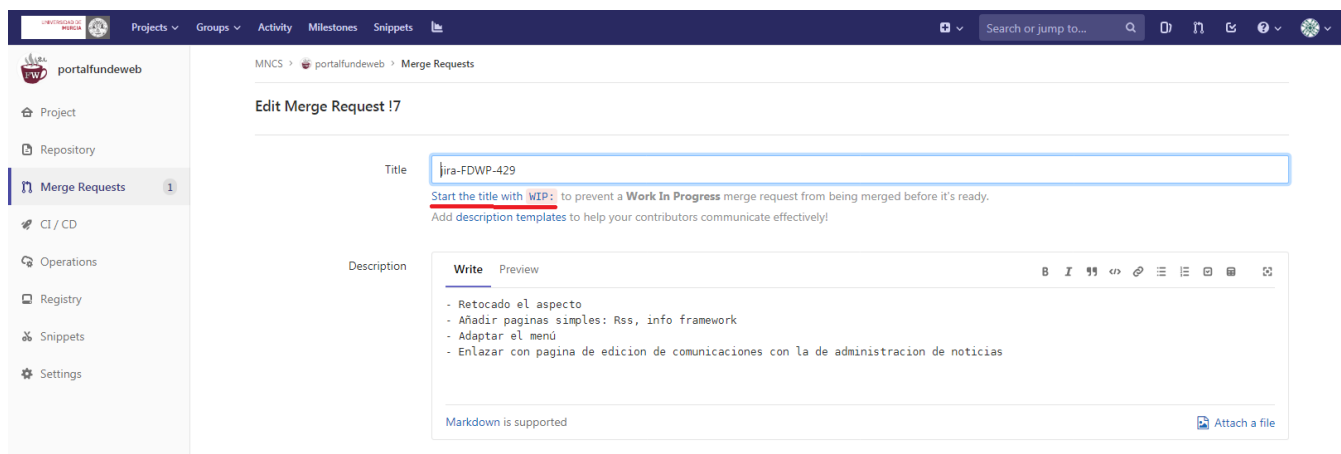 UNIVERSIDAD DE MURCIA
Projects Groups Activity Milestones Snippets Search or jump to...
FW portalfundeweb
MNCS > portalfundeweb > Merge Requests
Project
Repository
Merge Requests 1
CI / CD
Operations
Registry
Snippets
Settings
Edit Merge Request !7
Title jira-FDWP-429
Start the title with WIP: to prevent a Work In Progress merge request from being merged before it's ready.
Add description templates to help your contributors communicate effectively!
Description Write Preview
- Retocado el aspecto
- Añadir paginas simples: Rss, info framework
- Adaptar el menú
- Enlazar con pagina de edicion de comunicaciones con la de administracion de noticias
Markdown is supported Attach a file